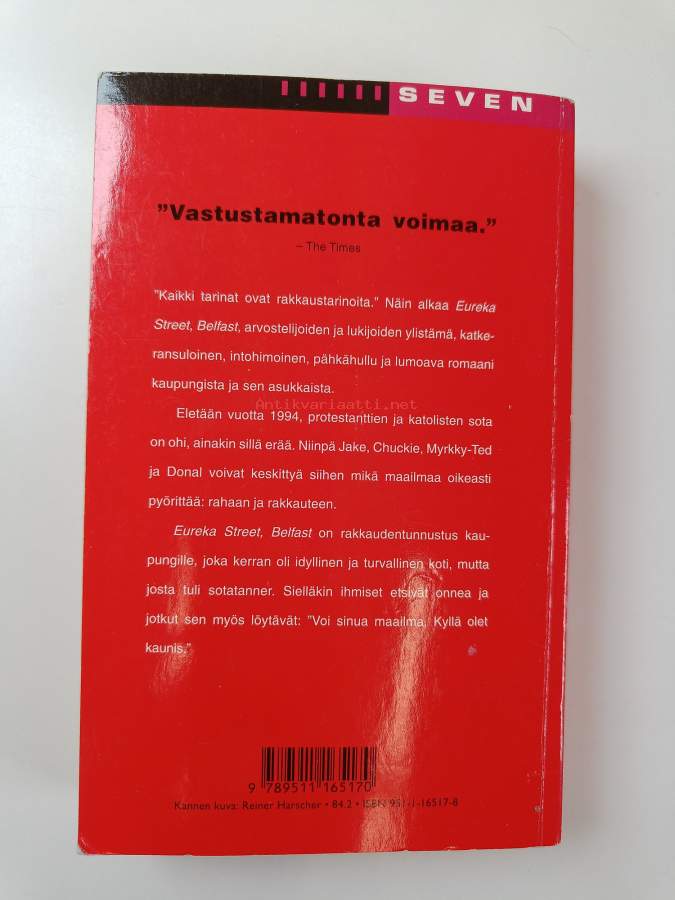 SEVEN
"Vastustamatonta voimaa."
– The Times
"Kaikki tarinat ovat rakkaustarinoita." Näin alkaa Eureka
Street, Belfast, arvostelijoiden ja lukijoiden ylistämä, katke-
ransuloinen, intohimoinen, pähkähullu ja lumoava romaani
kaupungista ja sen asukkaista.
Antikvariaatti.net
Eletään vuotta 1994, protestanttien ja katolisten sota
on ohi, ainakin sillä erää. Niinpä Jake, Chuckie, Myrkky-Ted
ja Donal voivat keskittyä siihen mikä maailmaa oikeasti
pyörittää: rahaan ja rakkauteen.
Eureka Street, Belfast on rakkaudentunnustus kau-
pungille, joka kerran oli idyllinen ja turvallinen koti, mutta
josta tuli sotatanner. Sielläkin ihmiset etsivät onnea ja
jotkut sen myös löytävät: "Voi sinua maailma. Kyllä olet
kaunis."
9 789511 165170
Kannen kuva: Reiner Harscher • 84.2 • ISBN 951-1-16517-8